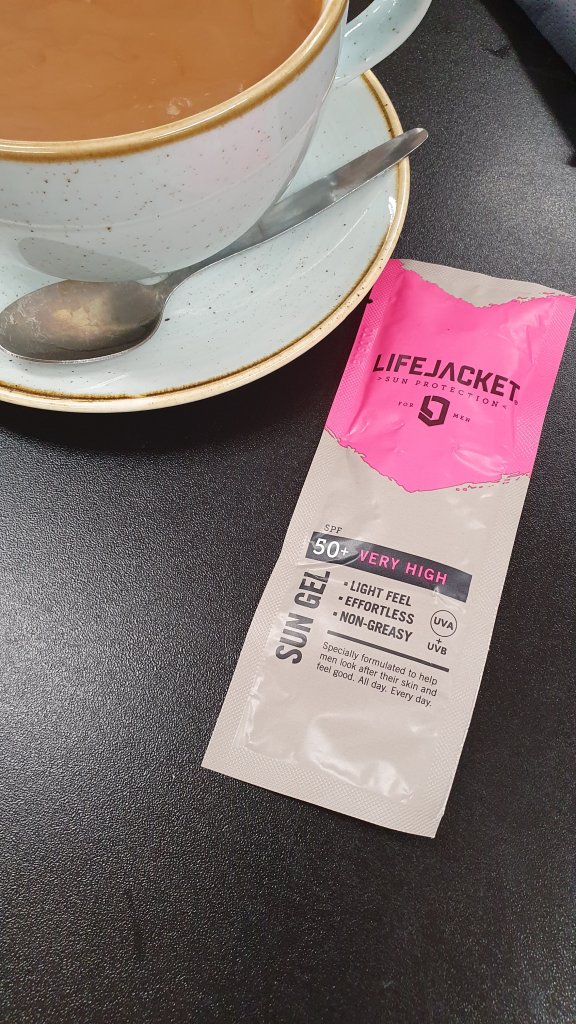 LIFEJACKET®
>SUN PROTECTION<
FOR MEN
SPF
50+ VERY HIGH
SUN GEL
• LIGHT FEEL
• EFFORTLESS
• NON-GREASY
UVA
+
UVB
Specially formulated to help
men look after their skin and
feel good. All day. Every day.